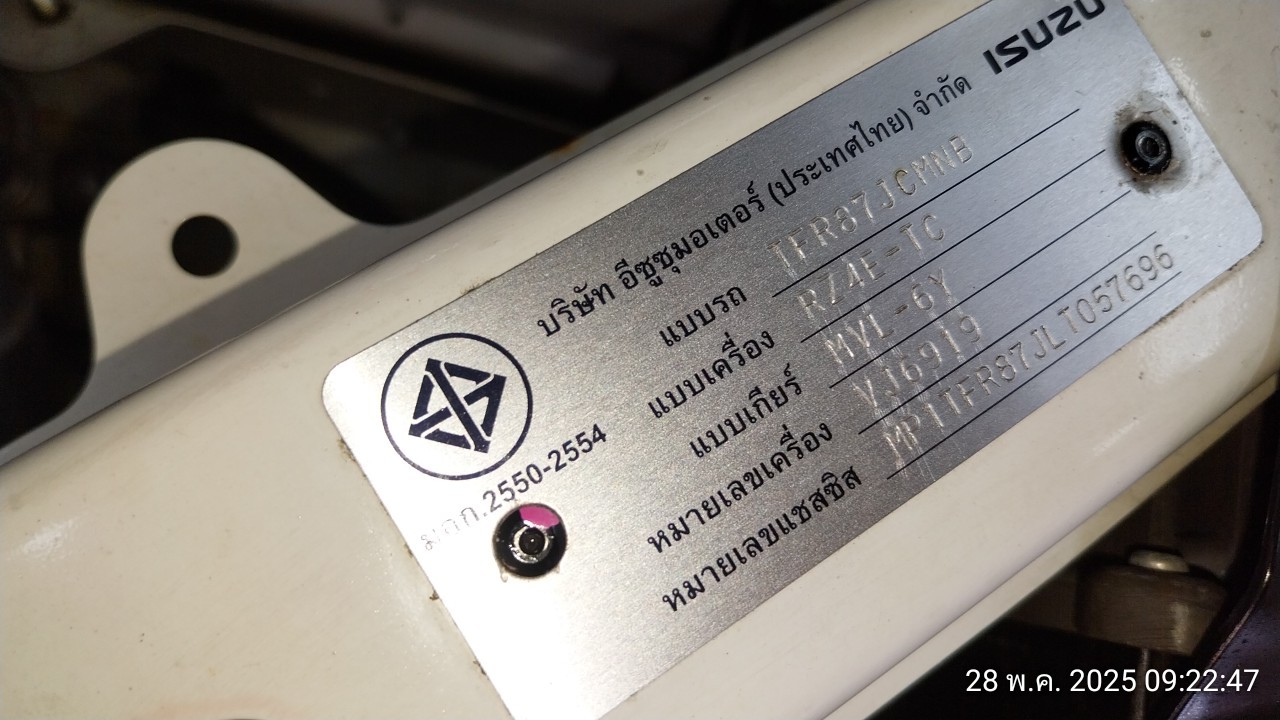 ISUZU
บริษัท อีซูซุมอเตอร์ (ประเทศไทย) จำกัด
แบบรถ TFR87JCMNB
แบบเครื่อง RZ4E-TC
แบบเกียร์ MVL-6Y
หมายเลขเครื่อง YJ6919
หมายเลขแชสซิส MP1TFR87JLT057696
มอก.2550-2554
28 พ.ค. 2025 09:22:47